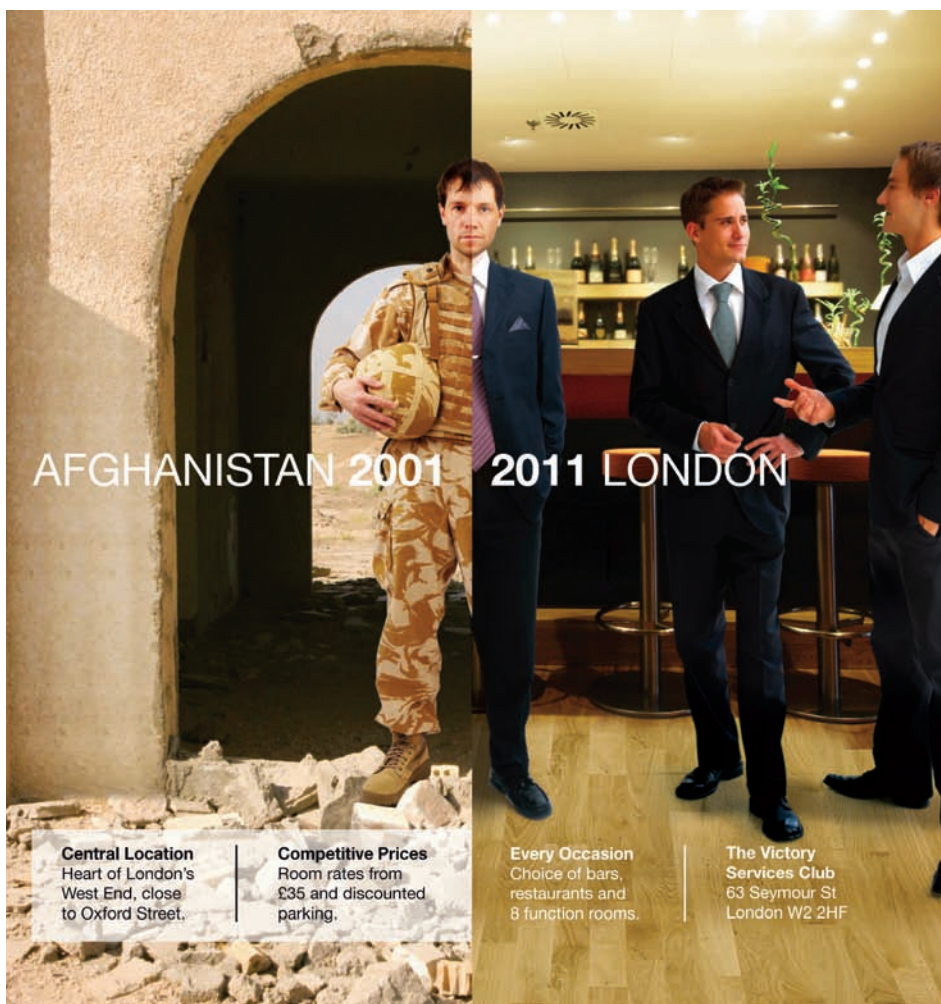 AFGHANISTAN 2001 2011 LONDON
Central Location
Heart of London's
West End, close
to Oxford Street.
Competitive Prices
Room rates from
£35 and discounted
parking.
Every Occasion
Choice of bars,
restaurants and
8 function rooms.
The Victory
Services Club
63 Seymour St
London W2 2HF